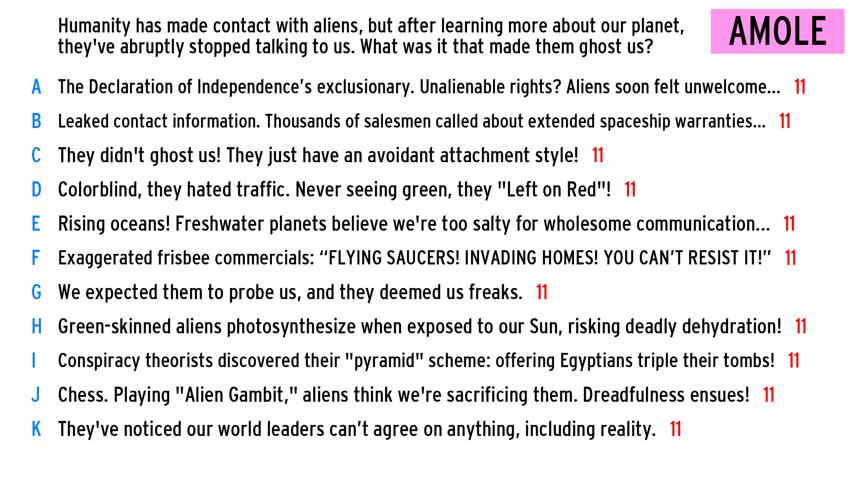 Humanity has made contact with aliens, but after learning more about our planet,
they've abruptly stopped talking to us. What was it that made them ghost us?
AMOLE
A The Declaration of Independence’s exclusionary. Unalienable rights? Aliens soon felt unwelcome... 11
B Leaked contact information. Thousands of salesmen called about extended spaceship warranties... 11
C They didn't ghost us! They just have an avoidant attachment style! 11
D Colorblind, they hated traffic. Never seeing green, they "Left on Red"! 11
E Rising oceans! Freshwater planets believe we're too salty for wholesome communication... 11
F Exaggerated frisbee commercials: “FLYING SAUCERS! INVADING HOMES! YOU CAN’T RESIST IT!” 11
G We expected them to probe us, and they deemed us freaks. 11
H Green-skinned aliens photosynthesize when exposed to our Sun, risking deadly dehydration! 11
I Conspiracy theorists discovered their "pyramid" scheme: offering Egyptians triple their tombs! 11
J Chess. Playing "Alien Gambit," aliens think we're sacrificing them. Dreadfulness ensues! 11
K They've noticed our world leaders can’t agree on anything, including reality. 11